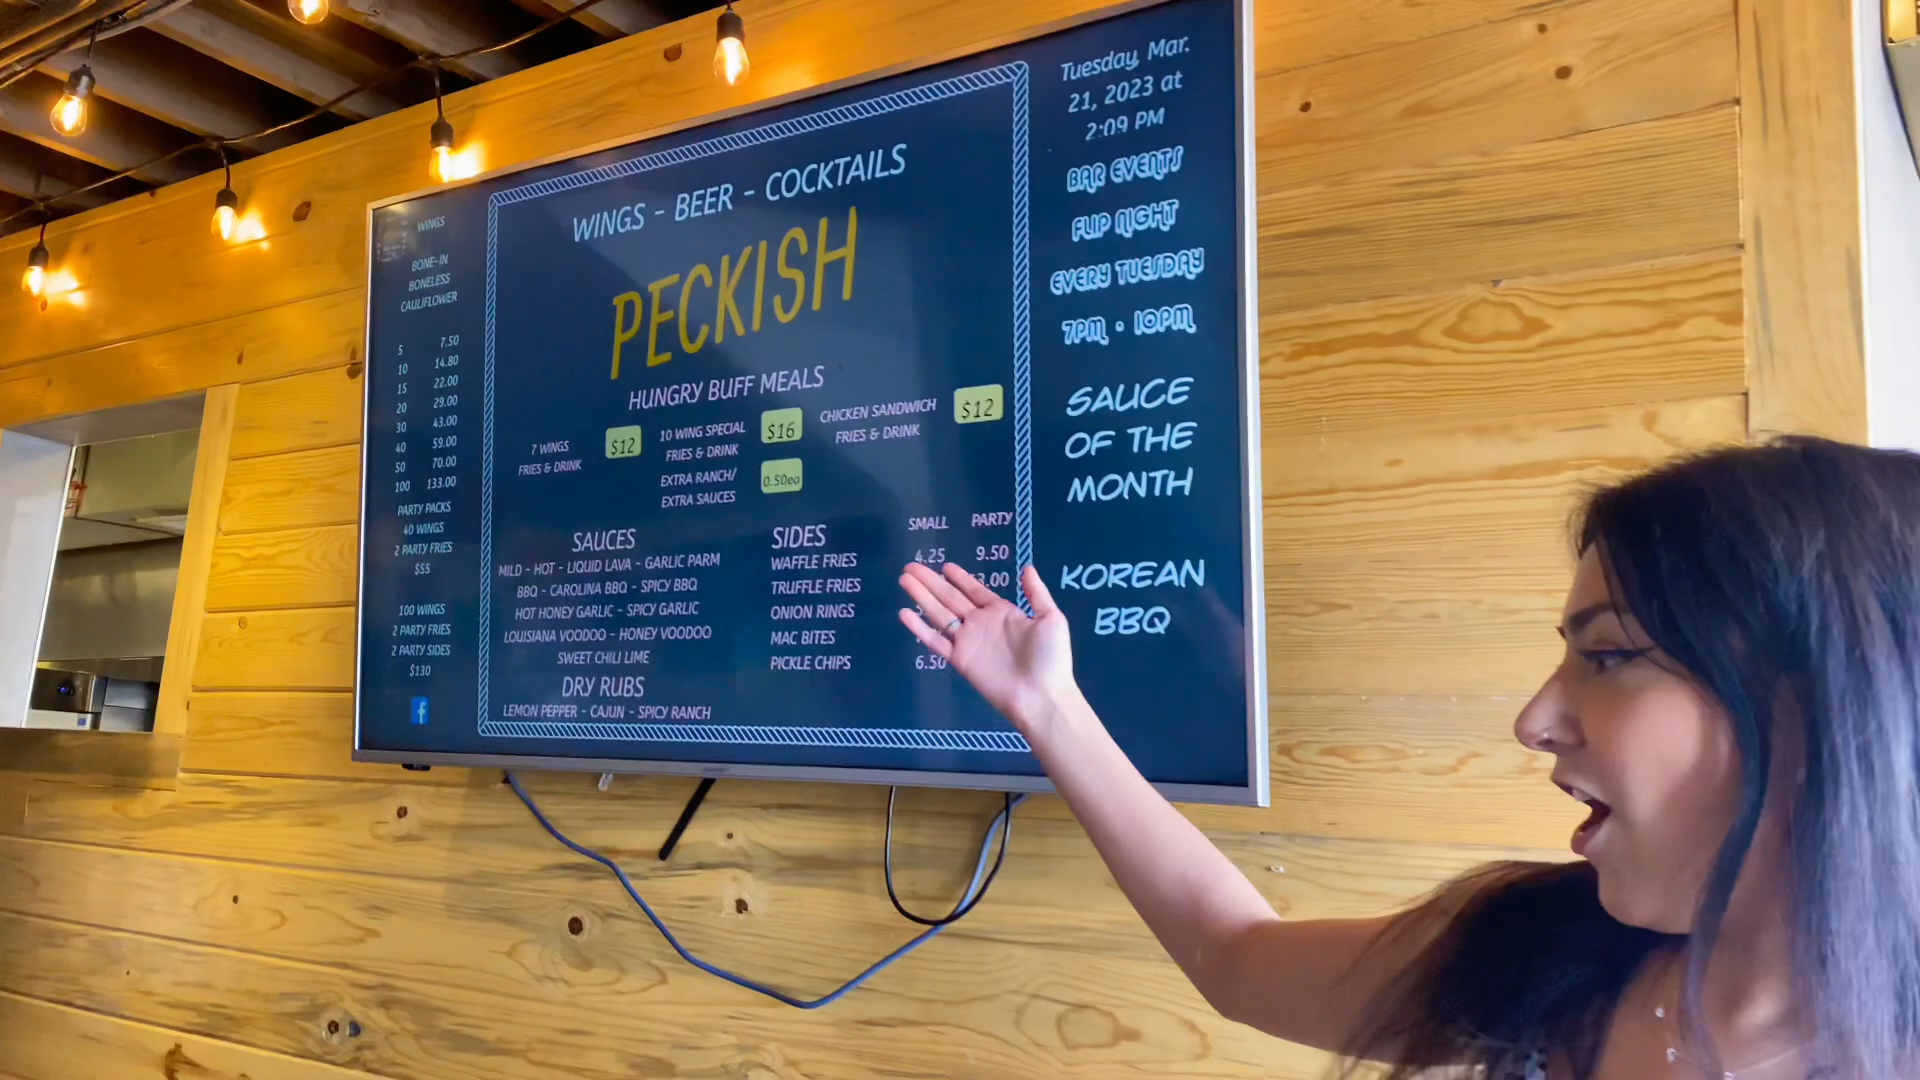 WINGS
BONE-IN
BONELESS
CAULIFLOWER
5 7.50
10 14.80
15 22.00
20 29.00
30 43.00
40 59.00
50 70.00
100 133.00
PARTY PACKS
40 WINGS
2 PARTY FRIES
$55
100 WINGS
2 PARTY FRIES
2 PARTY SIDES
$130
f
WINGS - BEER - COCKTAILS
PECKISH
HUNGRY BUFF MEALS
7 WINGS
FRIES & DRINK
$12
10 WING SPECIAL
FRIES & DRINK
$16
EXTRA RANCH/
EXTRA SAUCES
0.50ea
CHICKEN SANDWICH
FRIES & DRINK
$12
SAUCES
MILD - HOT - LIQUID LAVA - GARLIC PARM
BBQ - CAROLINA BBQ - SPICY BBQ
HOT HONEY GARLIC - SPICY GARLIC
LOUISIANA VOODOO - HONEY VOODOO
SWEET CHILI LIME
DRY RUBS
LEMON PEPPER - CAJUN - SPICY RANCH
SIDES SMALL PARTY
WAFFLE FRIES 4.25 9.50
TRUFFLE FRIES
ONION RINGS
MAC BITES
PICKLE CHIPS 6.50
Tuesday, Mar.
21, 2023 at
2:09 PM
BAR EVENTS
FLIP NIGHT
EVERY TUESDAY
7PM - 10PM
SAUCE
OF THE
MONTH
KOREAN
BBQ